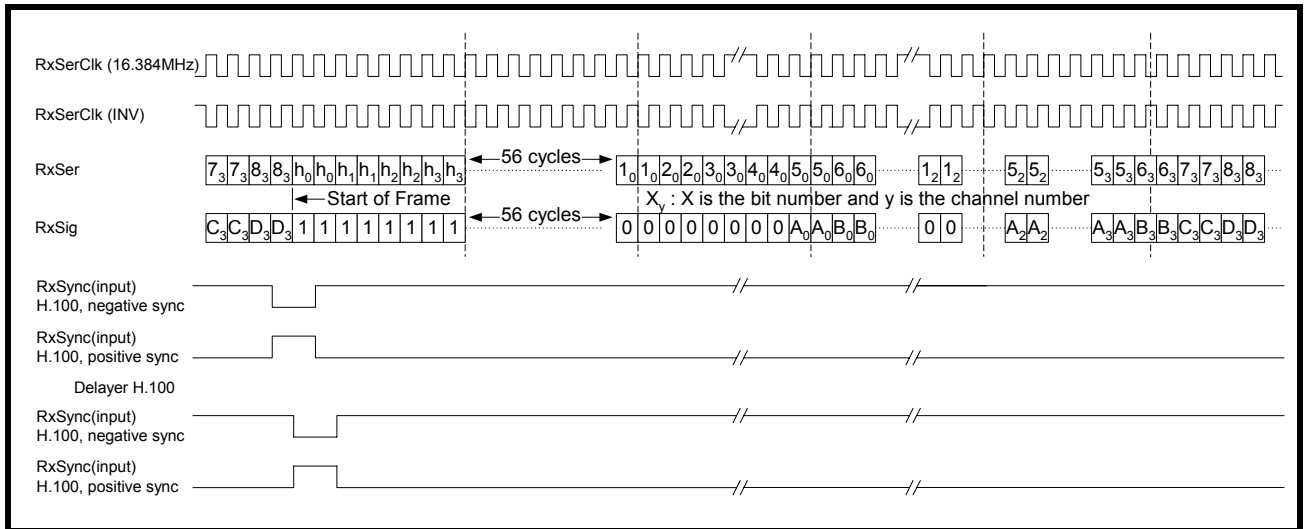 RxSerClk (16.384MHz)
RxSerClk (INV)
RxSer
7₃ 7₃ 8₃ 8₃ h₀ h₀ h₁ h₁ h₂ h₂ h₃ h₃ 56 cycles 1₀ 1₀ 2₀ 2₀ 3₀ 3₀ 4₀ 4₀ 5₀ 5₀ 6₀ 6₀ 1₂ 1₂ 5₂ 5₂ 5₃ 5₃ 6₃ 6₃ 7₃ 7₃ 8₃ 8₃
Start of Frame
Xy : X is the bit number and y is the channel number
RxSig
C₃ C₃ D₃ D₃ 1 1 1 1 1 1 1 1 56 cycles 0 0 0 0 0 0 0 0 A₀ A₀ B₀ B₀ 0 0 A₂ A₂ A₃ A₃ B₃ B₃ C₃ C₃ D₃ D₃
RxSync(input)
H.100, negative sync
RxSync(input)
H.100, positive sync
Delayer H.100
RxSync(input)
H.100, negative sync
RxSync(input)
H.100, positive sync